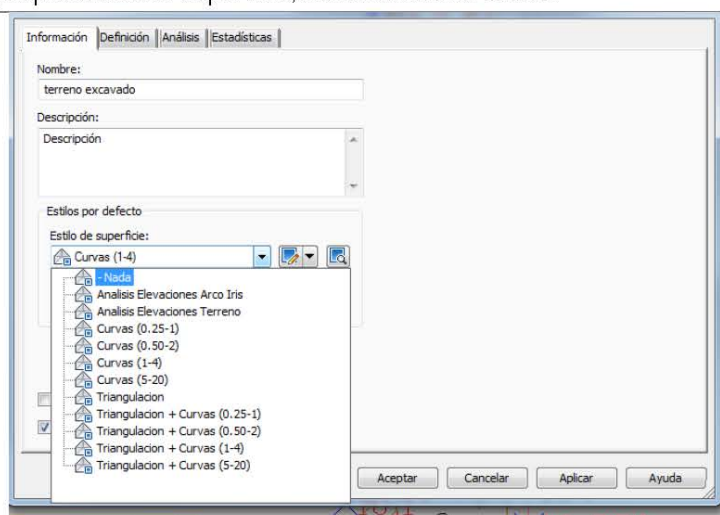 Información Definición Análisis Estadísticas
Nombre:
terreno excavado
Descripción:
Descripción
Estilos por defecto
Estilo de superficie:
Curvas (1-4)
- Nada
Analisis Elevaciones Arco Iris
Analisis Elevaciones Terreno
Curvas (0.25-1)
Curvas (0.50-2)
Curvas (1-4)
Curvas (5-20)
Triangulacion
Triangulacion + Curvas (0.25-1)
Triangulacion + Curvas (0.50-2)
Triangulacion + Curvas (1-4)
Triangulacion + Curvas (5-20)
Aceptar Cancelar Aplicar Ayuda